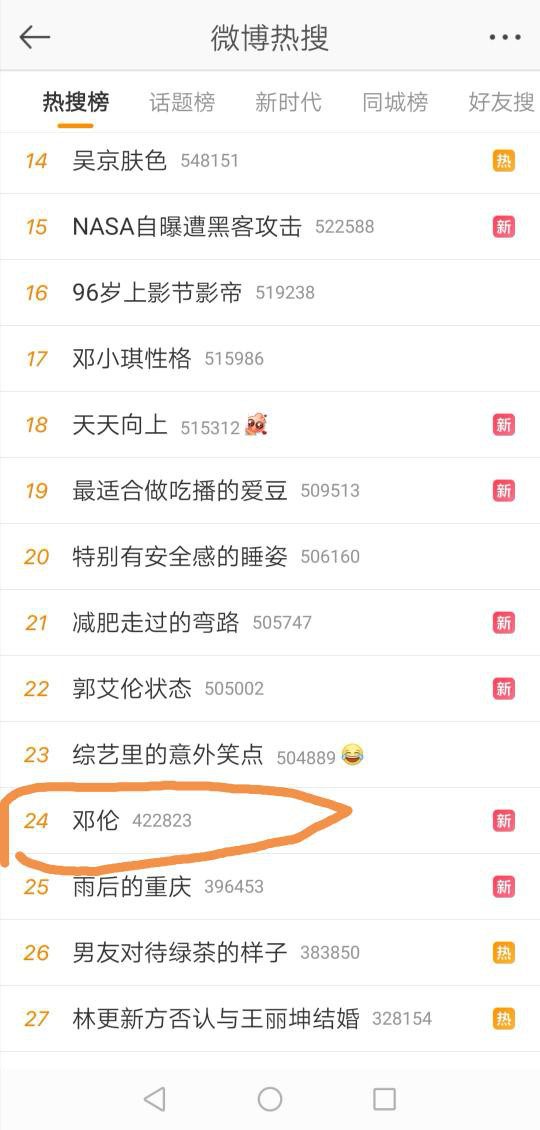 微博热搜
热搜榜 话题榜 新时代 同城榜 好友搜
14 吴京肤色 548151 热
15 NASA自曝遭黑客攻击 522588 新
16 96岁上影节影帝 519238
17 邓小琪性格 515986
18 天天向上 515312 新
19 最适合做吃播的爱豆 509513 新
20 特别有安全感的睡姿 506160
21 减肥走过的弯路 505747 新
22 郭艾伦状态 505002 新
23 综艺里的意外笑点 504889
24 邓伦 422823 新
25 雨后的重庆 396453 新
26 男友对待绿茶的样子 383850 热
27 林更新方否认与王丽坤结婚 328154 热